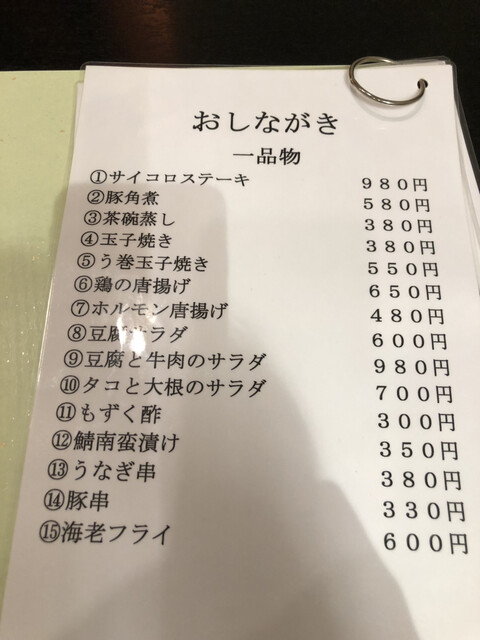 おしながき
一品物
①サイコロステーキ 980円
②豚角煮 580円
③茶碗蒸し 380円
④玉子焼き 380円
⑤う巻玉子焼き 550円
⑥鶏の唐揚げ 650円
⑦ホルモン唐揚げ 480円
⑧豆腐サラダ 600円
⑨豆腐と牛肉のサラダ 980円
⑩タコと大根のサラダ 700円
⑪もずく酢 300円
⑫鯖南蛮漬け 350円
⑬うなぎ串 380円
⑭豚串 330円
⑮海老フライ 600円